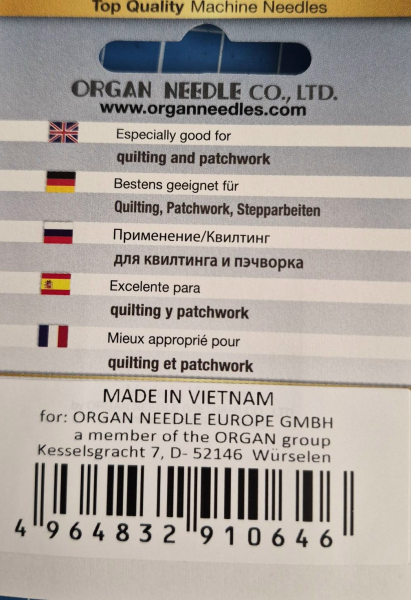 Top Quality Machine Needles
ORGAN NEEDLE CO., LTD.
www.organneedles.com
Especially good for
quilting and patchwork
Bestens geeignet für
Quilting, Patchwork, Stepparbeiten
Применение/Квилтинг
для квилтинга и пэчворка
Excelente para
quilting y patchwork
Mieux approprié pour
quilting et patchwork
MADE IN VIETNAM
for: ORGAN NEEDLE EUROPE GMBH
a member of the ORGAN group
Kesselsgracht 7, D- 52146 Würselen
4 964832 910646